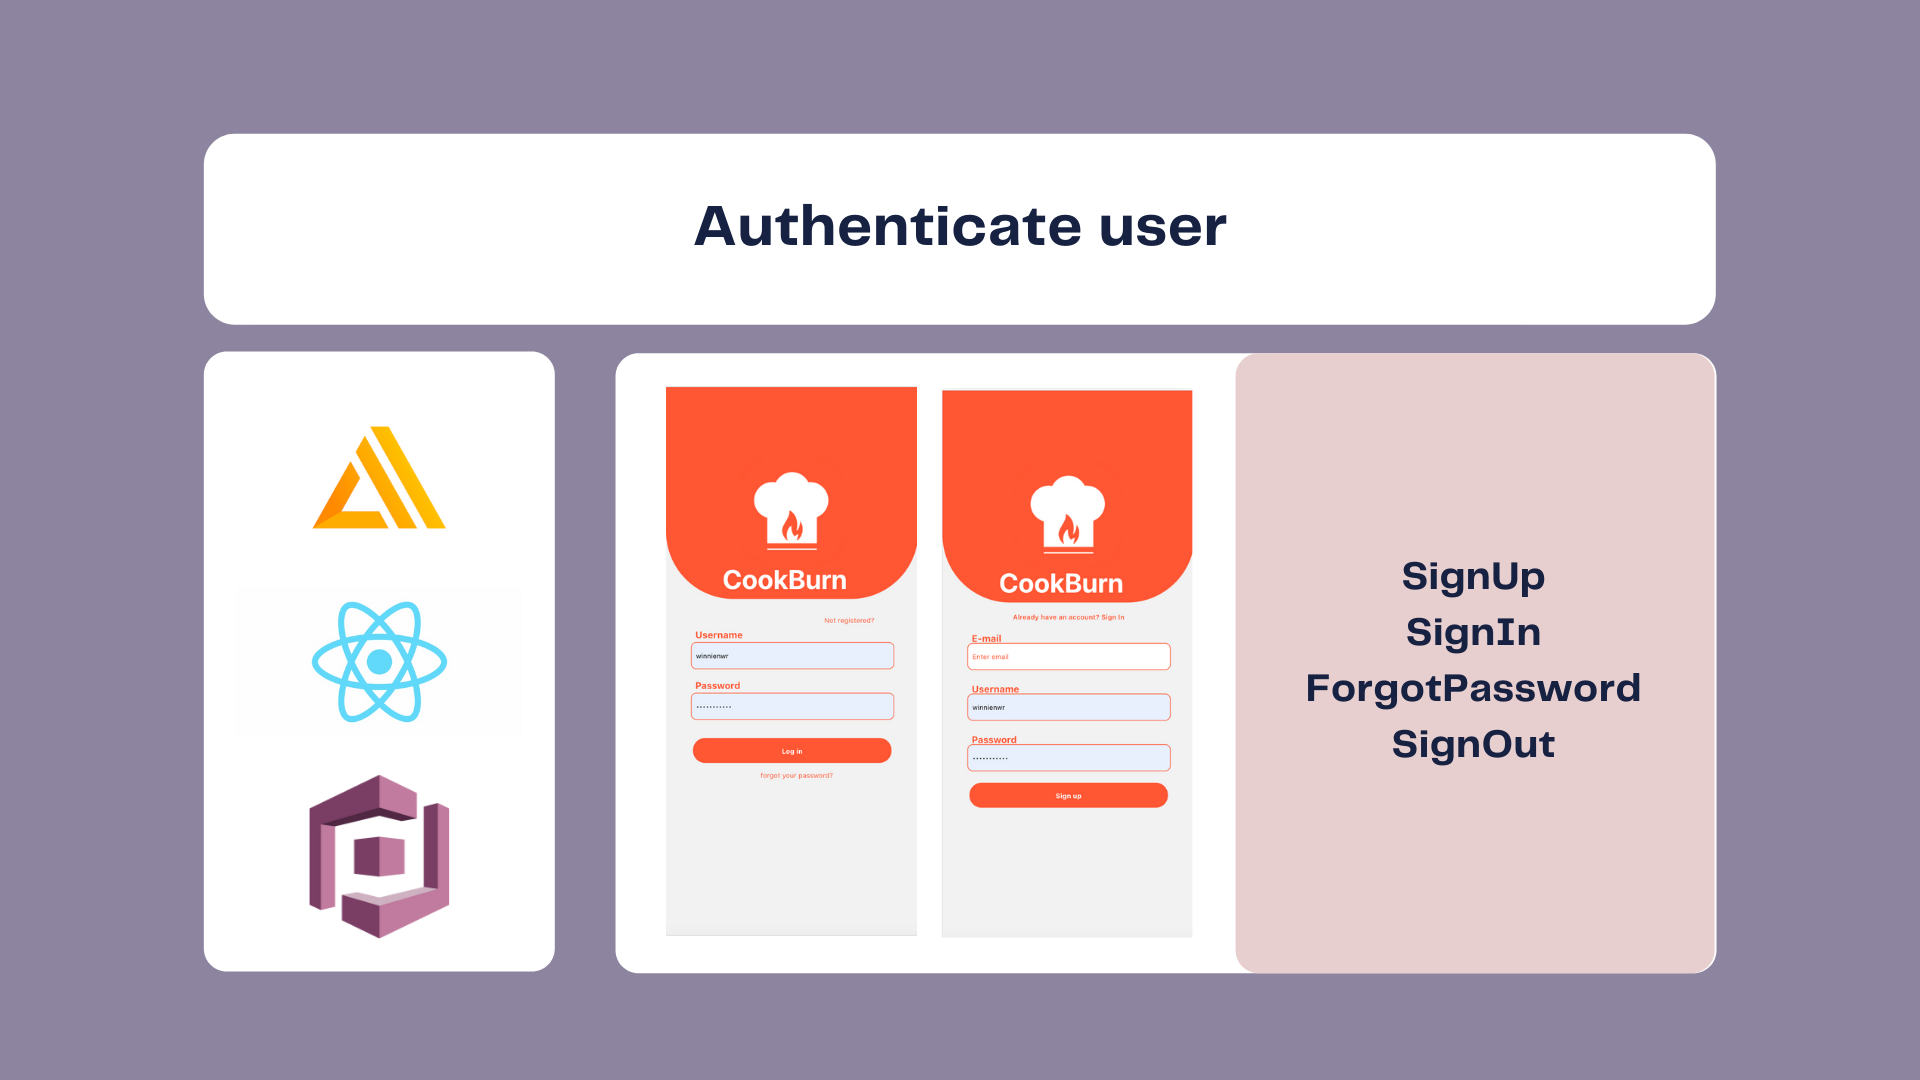 Authenticate user
CookBurn
Not registered?
Username
winnienwr
Password
•••••••••••
Log in
forgot your password?
CookBurn
Already have an account? Sign In
E-mail
Enter email
Username
winnienwr
Password
•••••••••••
Sign up
SignUp
SignIn
ForgotPassword
SignOut